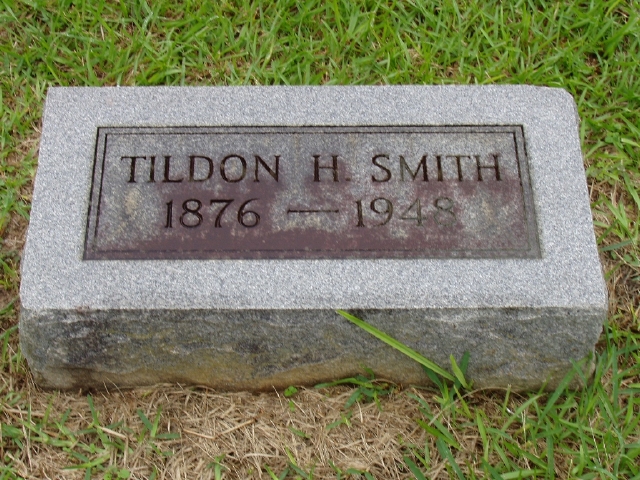 TILDON H. SMITH
1876 — 1948